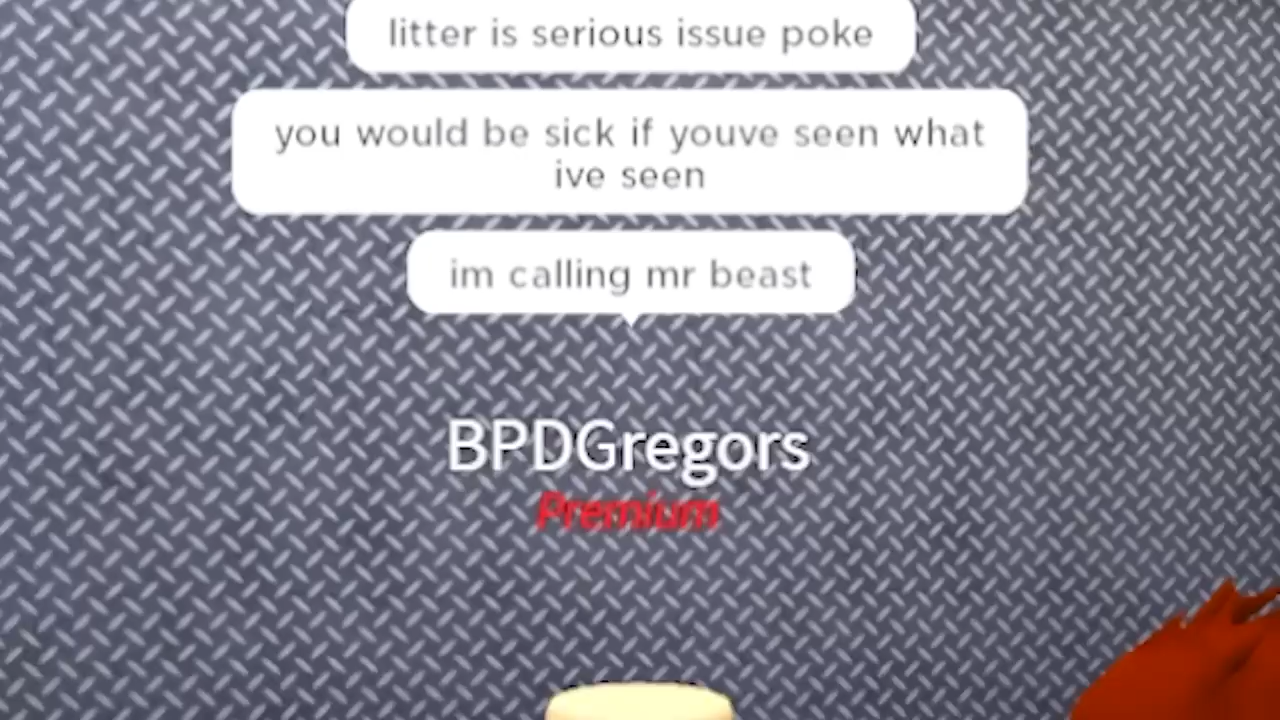 litter is serious issue poke
you would be sick if youve seen what
ive seen
im calling mr beast
BPDGregors
Premium